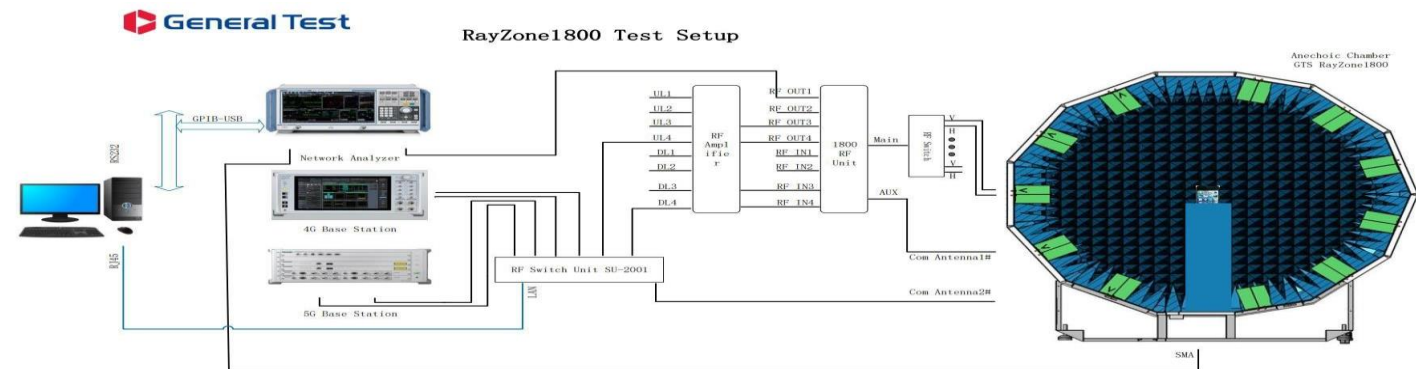 General Test
RayZone1800 Test Setup
Anechoic Chamber
GTS RayZone1800
GPIB-USB
RS232
Network Analyzer
4G Base Station
5G Base Station
RJ45
LAN
RF Switch Unit SU-2001
UL1
UL2
UL3
UL4
DL1
DL2
DL3
DL4
RF
Ampl
ifie
r
RF OUT1
RF OUT2
RF OUT3
RF OUT4
RF IN1
RF IN2
RF IN3
RF IN4
1800
RF
Unit
Main
AUX
RF Switch
V
H
V
H
Com Antenna1#
Com Antenna2#
SMA